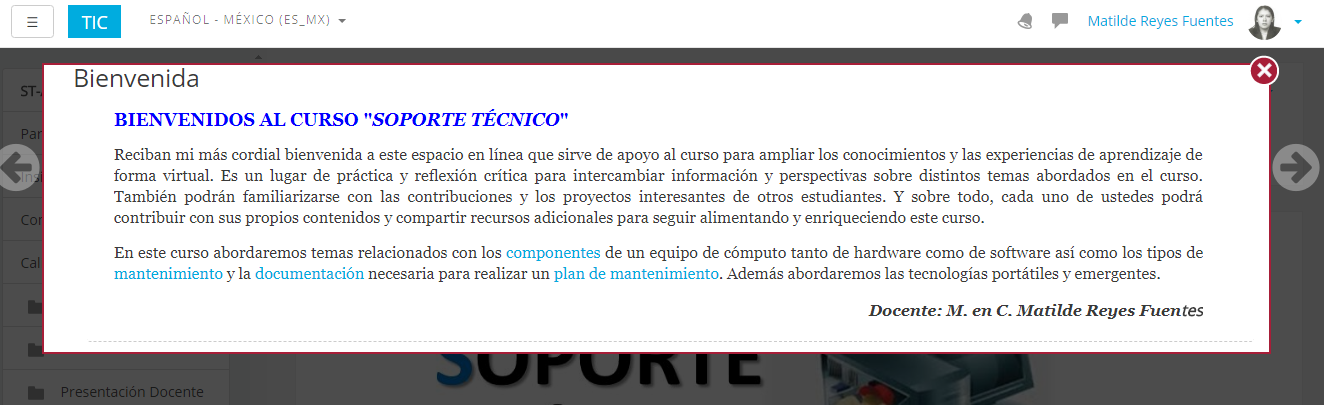 ☰ TIC ESPAÑOL - MÉXICO (ES_MX) Matilde Reyes Fuentes
Bienvenida
BIENVENIDOS AL CURSO "SOPORTE TÉCNICO"
Reciban mi más cordial bienvenida a este espacio en línea que sirve de apoyo al curso para ampliar los conocimientos y las experiencias de aprendizaje de
forma virtual. Es un lugar de práctica y reflexión crítica para intercambiar información y perspectivas sobre distintos temas abordados en el curso.
También podrán familiarizarse con las contribuciones y los proyectos interesantes de otros estudiantes. Y sobre todo, cada uno de ustedes podrá
contribuir con sus propios contenidos y compartir recursos adicionales para seguir alimentando y enriqueciendo este curso.
En este curso abordaremos temas relacionados con los componentes de un equipo de cómputo tanto de hardware como de software así como los tipos de
mantenimiento y la documentación necesaria para realizar un plan de mantenimiento. Además abordaremos las tecnologías portátiles y emergentes.
Docente: M. en C. Matilde Reyes Fuentes
ST-
Par
Cor
Cal
SOPORTE
Presentación Docente